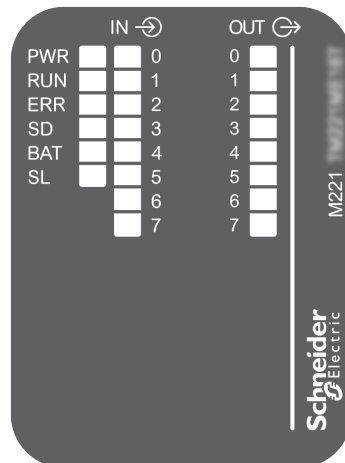 IN OUT
PWR 0 0
RUN 1 1
ERR 2 2
SD 3 3
BAT 4 4
SL 5 5
6 6
7 7
M221
Schneider
Electric